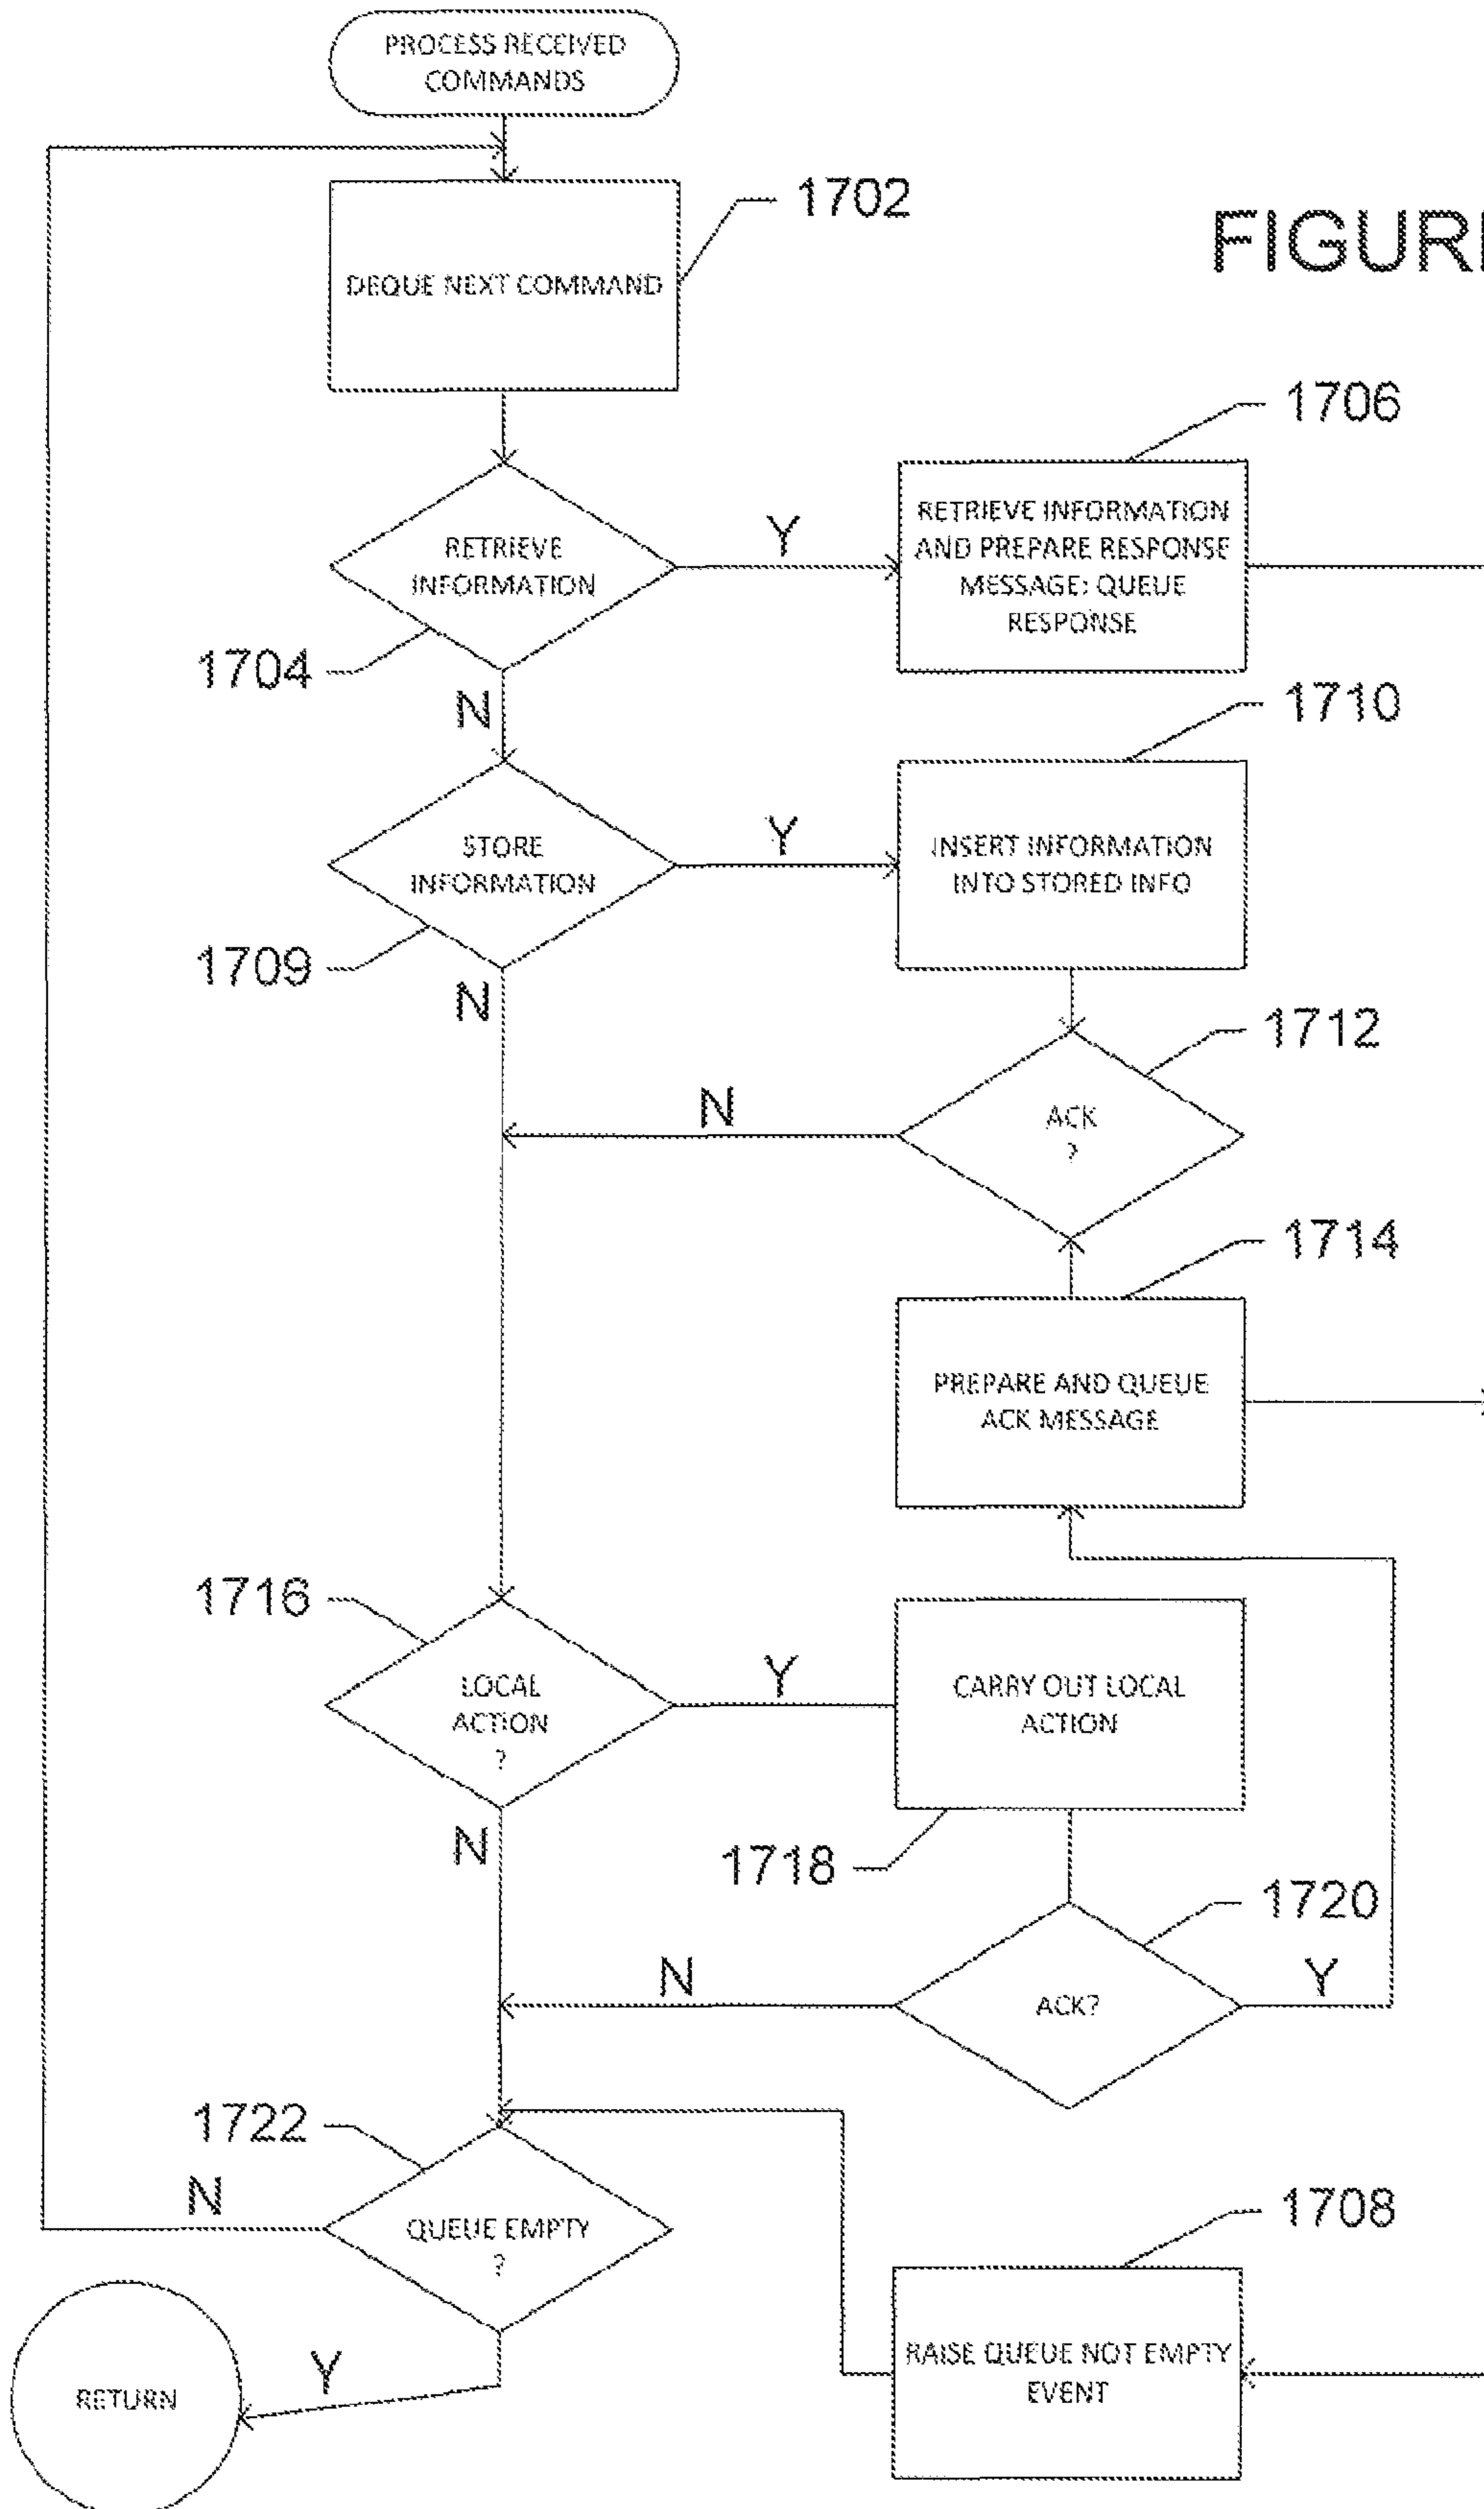 PROCESS RECEIVED
COMMANDS
1702
FIGURE
DEQUE NEXT COMMAND
1706
RETRIEVE
INFORMATION
Y
RETRIEVE INFORMATION
AND PREPARE RESPONSE
MESSAGE; QUEUE
RESPONSE
1704
N
1710
STORE
INFORMATION
Y
INSERT INFORMATION
INTO STORED INFO
1709
N
1712
N
ACK
?
1714
PREPARE AND QUEUE
ACK MESSAGE
1716
LOCAL
ACTION
?
Y
CARRY OUT LOCAL
ACTION
N
1718
1720
N
ACK?
Y
1722
N
QUEUE EMPTY
?
1708
RAISE QUEUE NOT EMPTY
EVENT
Y
RETURN